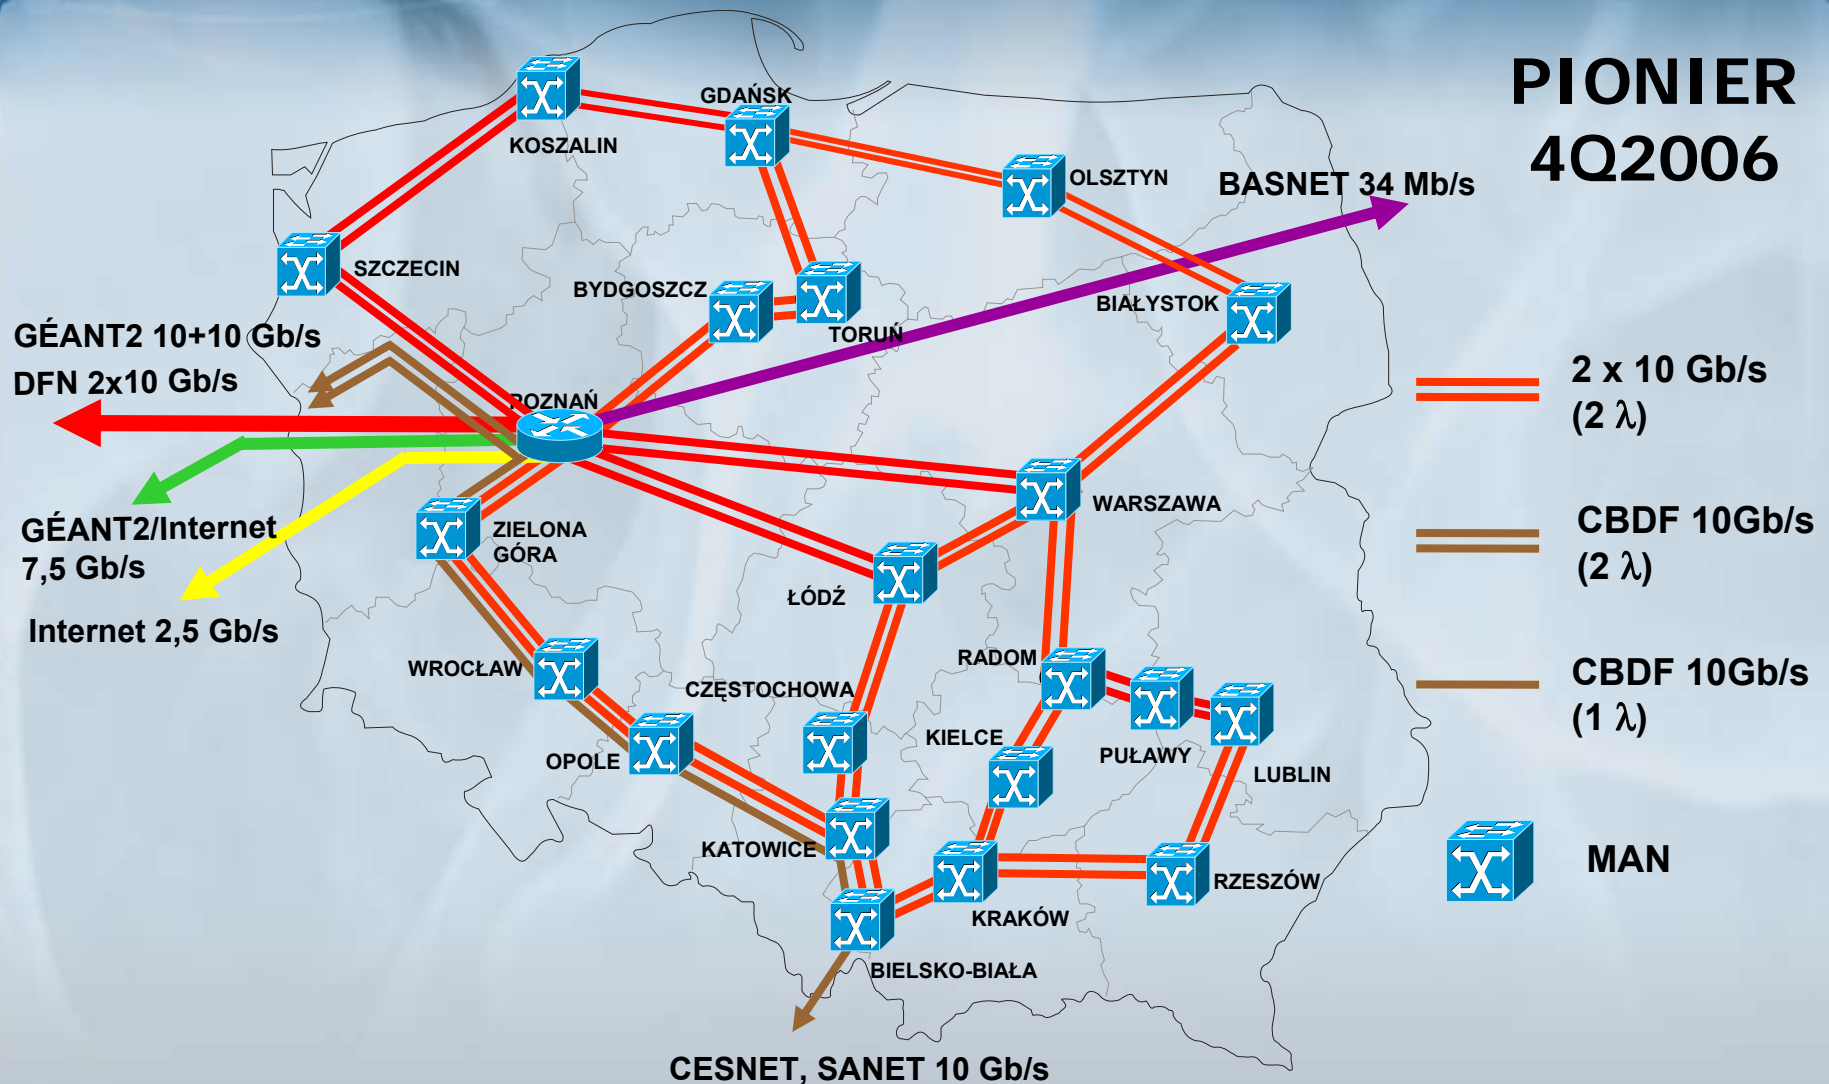 PIONIER
4Q2006
GDAŃSK
KOSZALIN
OLSZTYN
BASNET 34 Mb/s
SZCZECIN
BYDGOSZCZ
TORUŃ
BIAŁYSTOK
GÉANT2 10+10 Gb/s
DFN 2x10 Gb/s
POZNAŃ
2 x 10 Gb/s
(2 λ)
WARSZAWA
GÉANT2/Internet
7,5 Gb/s
ZIELONA
GÓRA
CBDF 10Gb/s
(2 λ)
ŁÓDŹ
Internet 2,5 Gb/s
WROCŁAW
RADOM
CZĘSTOCHOWA
CBDF 10Gb/s
(1 λ)
KIELCE
OPOLE
PUŁAWY
LUBLIN
KATOWICE
MAN
RZESZÓW
KRAKÓW
BIELSKO-BIAŁA
CESNET, SANET 10 Gb/s